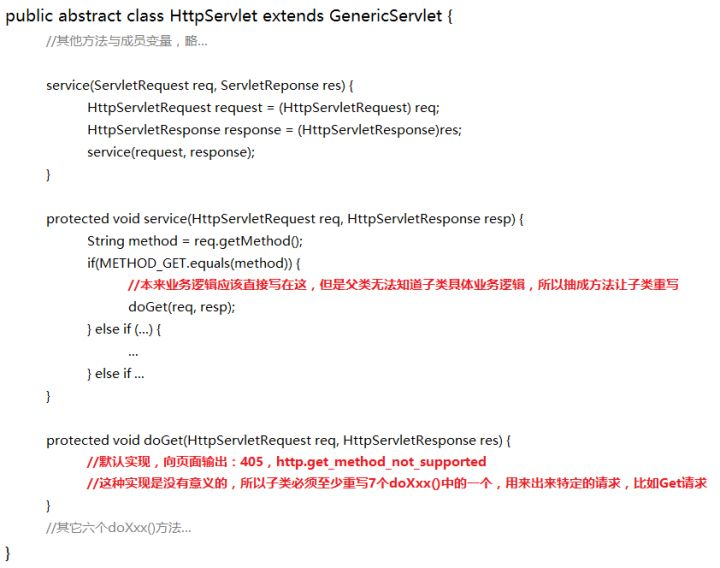 public abstract class HttpServlet extends GenericServlet {
//其他方法与成员变量，略...
service(ServletRequest req, ServletReponse res) {
HttpServletRequest request = (HttpServletRequest) req;
HttpServletResponse response = (HttpServletResponse)res;
service(request, response);
}
protected void service(HttpServletRequest req, HttpServletResponse resp) {
String method = req.getMethod();
if(METHOD_GET.equals(method)) {
//本来业务逻辑应该直接写在这，但是父类无法知道子类具体业务逻辑，所以抽成方法让子类重写
doGet(req, resp);
} else if (...) {
...
} else if ...
}
protected void doGet(HttpServletRequest req, HttpServletResponse res) {
//默认实现，向页面输出：405，http.get_method_not_supported
//这种实现是没有意义的，所以子类必须至少重写7个doXxx()中的一个，用来出来特定的请求，比如Get请求
}
//其它六个doXxx()方法...
}